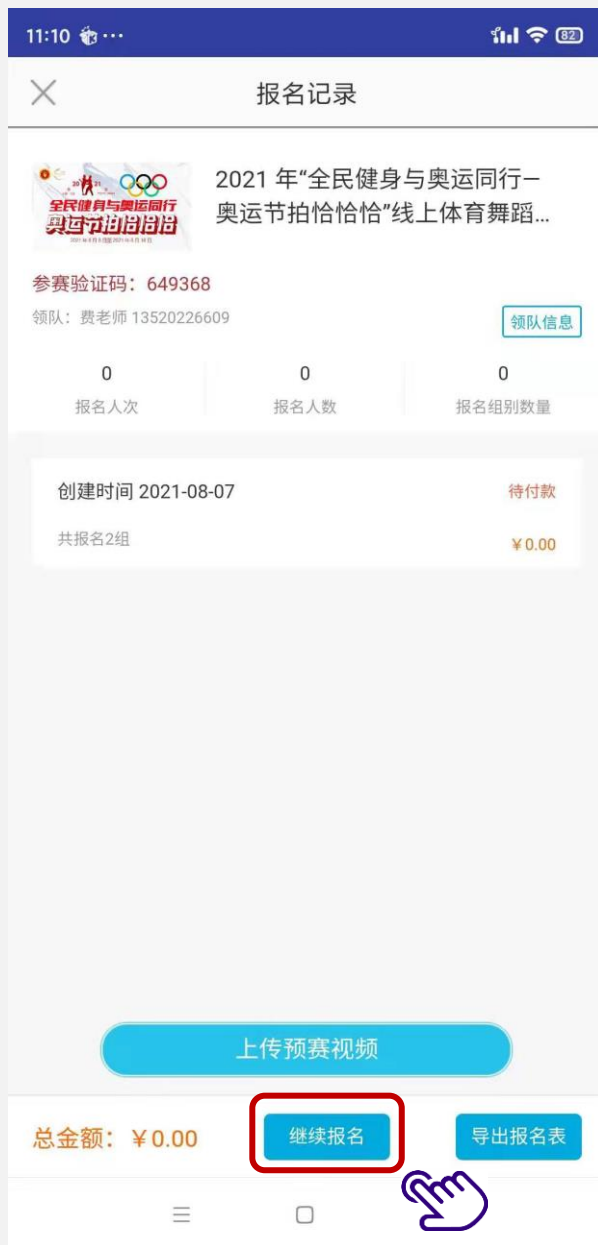 11:10
82
报名记录
全民健身与奥运同行
奥运节拍恰恰恰
2021 年“全民健身与奥运同行—
奥运节拍恰恰恰”线上体育舞蹈...
参赛验证码：649368
领队：费老师 13520226609
领队信息
0 0 0
报名人次 报名人数 报名组别数量
创建时间 2021-08-07 待付款
共报名2组 ￥0.00
上传预赛视频
总金额：￥0.00 继续报名 导出报名表